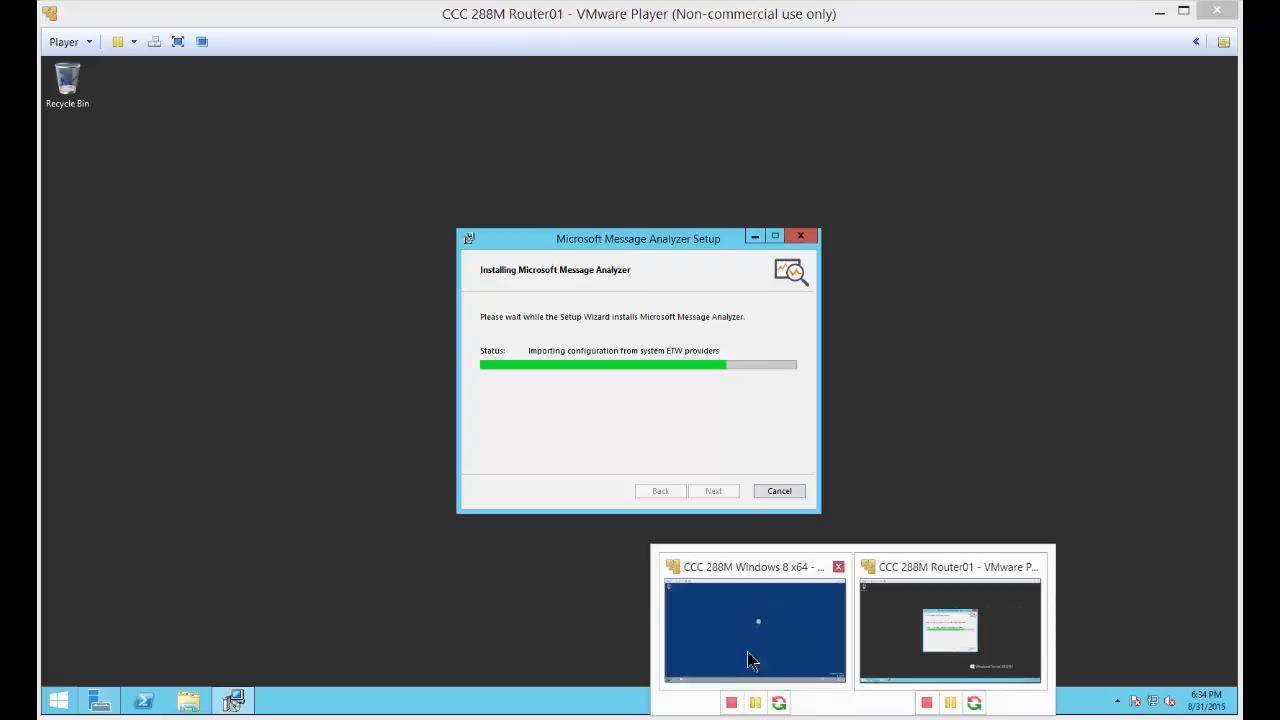 CCC 288M Router01 - VMware Player (Non-commercial use only)
Player
Recycle Bin
Microsoft Message Analyzer Setup
Installing Microsoft Message Analyzer
Please wait while the Setup Wizard installs Microsoft Message Analyzer.
Status: Importing configuration from system ETW providers
Back Next Cancel
CCC 288M Windows 8 x64 - ... CCC 288M Router01 - VMware P...
6:34 PM
8/31/2015